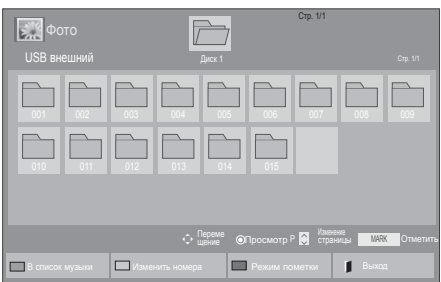 Стр. 1/1
Фото
USB внешний
Диск 1
Стр. 1/1
001 002 003 004 005 006 007 008 009
010 011 012 013 014 015
Переме
щение
Просмотр P
Изменение
страницы
MARK Отметить
В список музыки
Изменить номера
Режим пометки
Выход